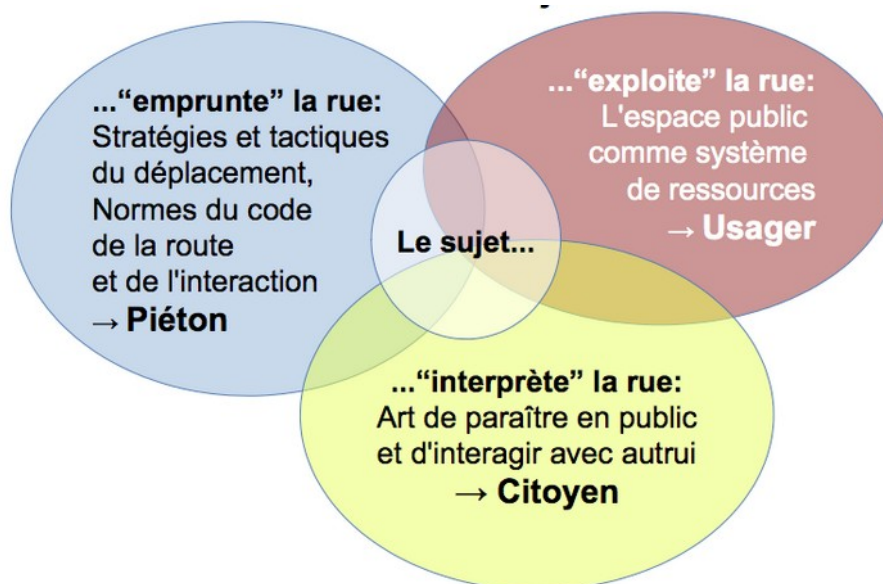 ..."emprunte" la rue:
Stratégies et tactiques
du déplacement,
Normes du code
de la route
et de l'interaction
→ Piéton
..."exploite" la rue:
L'espace public
comme système
de ressources
→ Usager
Le sujet...
..."interprète" la rue:
Art de paraître en public
et d'interagir avec autrui
→ Citoyen